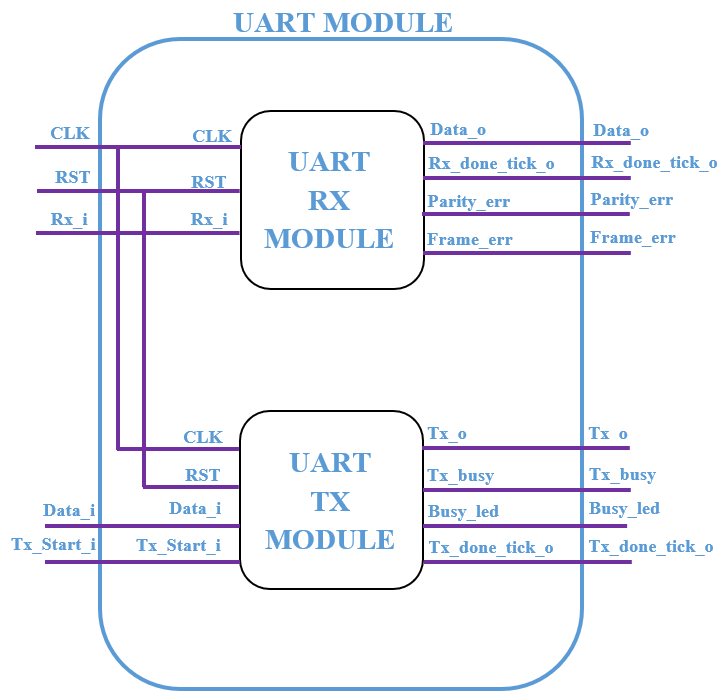 UART MODULE
CLK
CLK
RST
RST
Rx_i
Rx_i
UART
RX
MODULE
Data_o
Data_o
Rx_done_tick_o
Rx_done_tick_o
Parity_err
Parity_err
Frame_err
Frame_err
CLK
RST
Data_i
Data_i
Tx_Start_i
Tx_Start_i
UART
TX
MODULE
Tx_o
Tx o
Tx_busy
Tx_busy
Busy_led
Busy_led
Tx_done_tick_o
Tx_done_tick_o